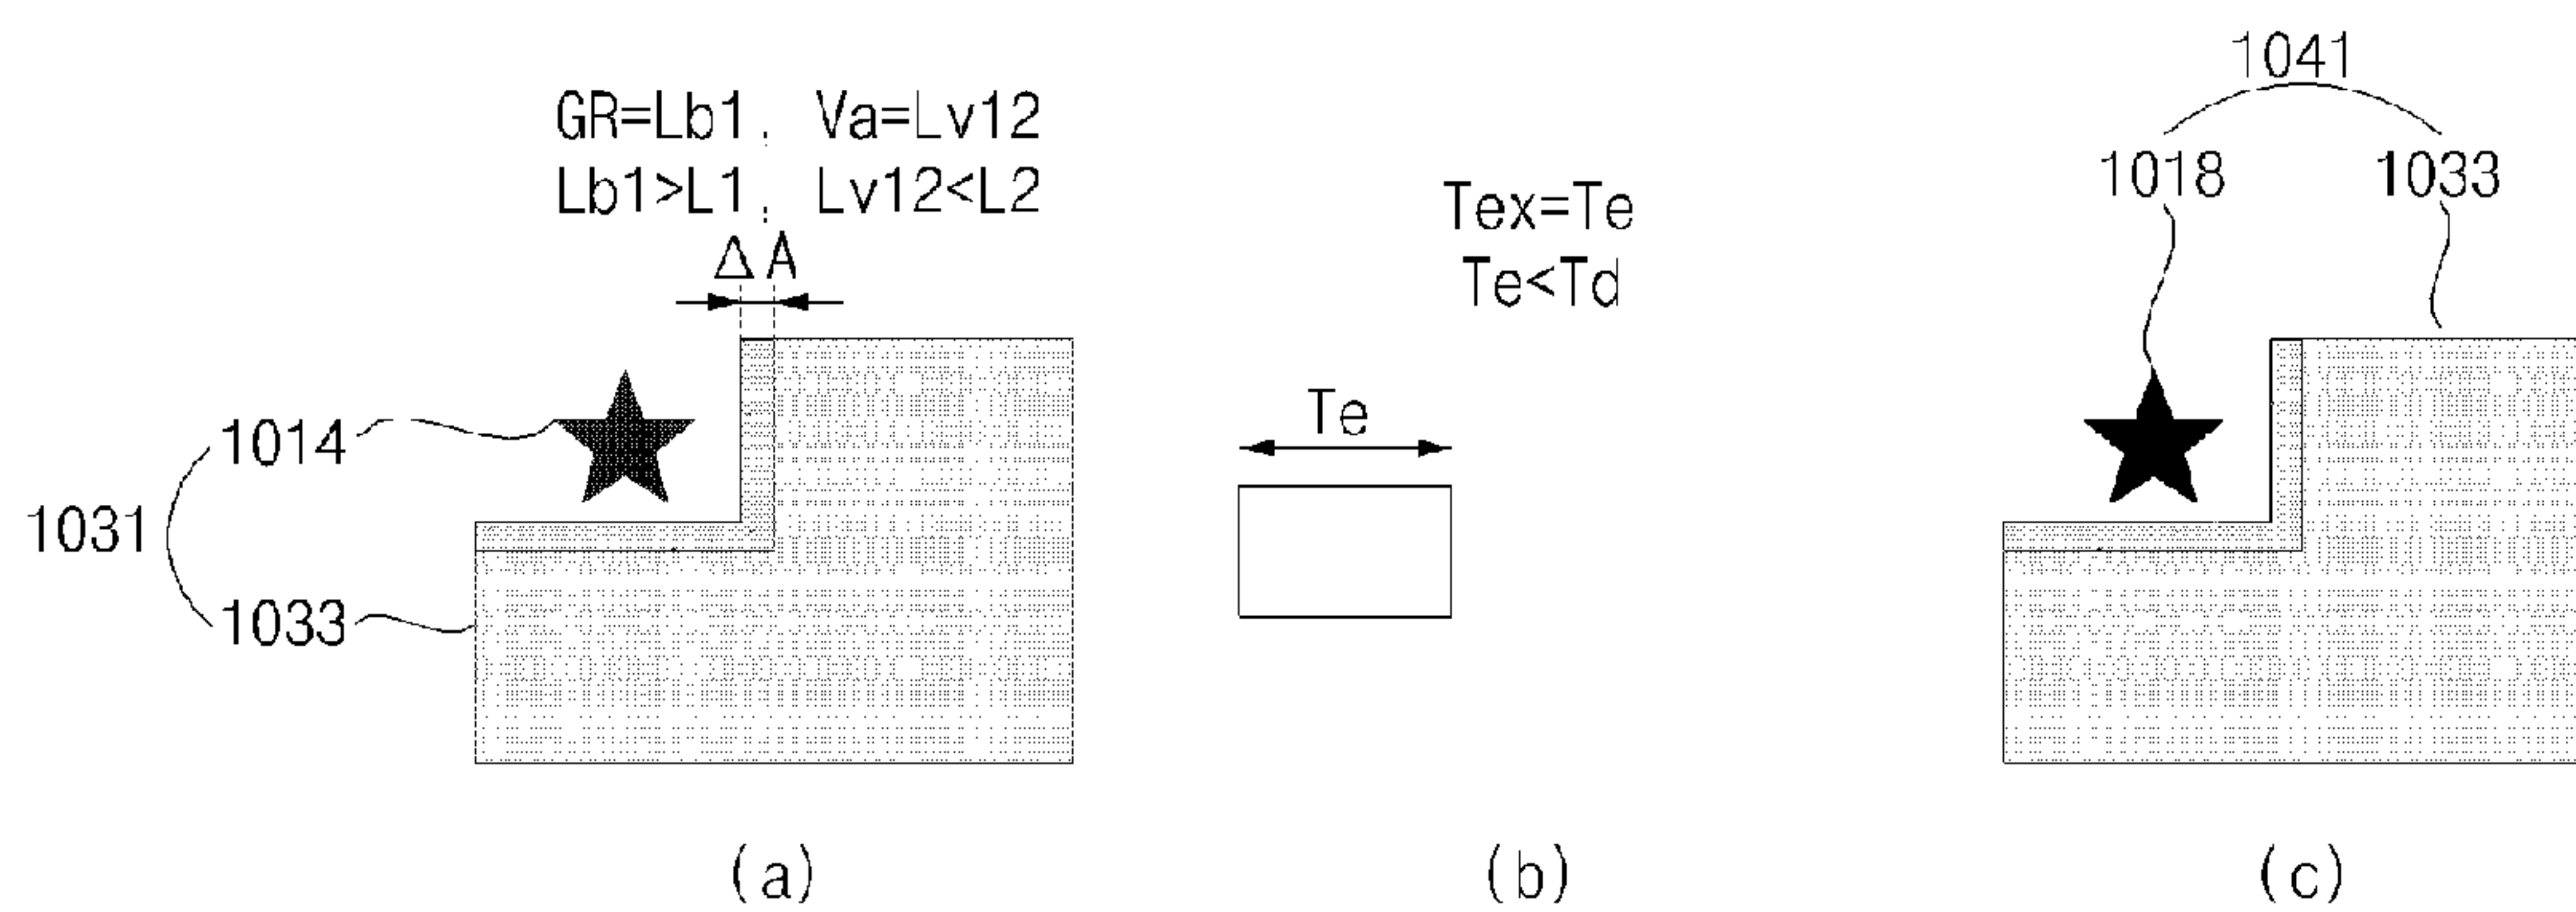 GR=Lb1, Va=Lv12
Lb1>L1, Lv12<L2
Δ A
1014
1031
1033
(a)
Tex=Te
Te<Td
Te
(b)
1041
1018 1033
(c)